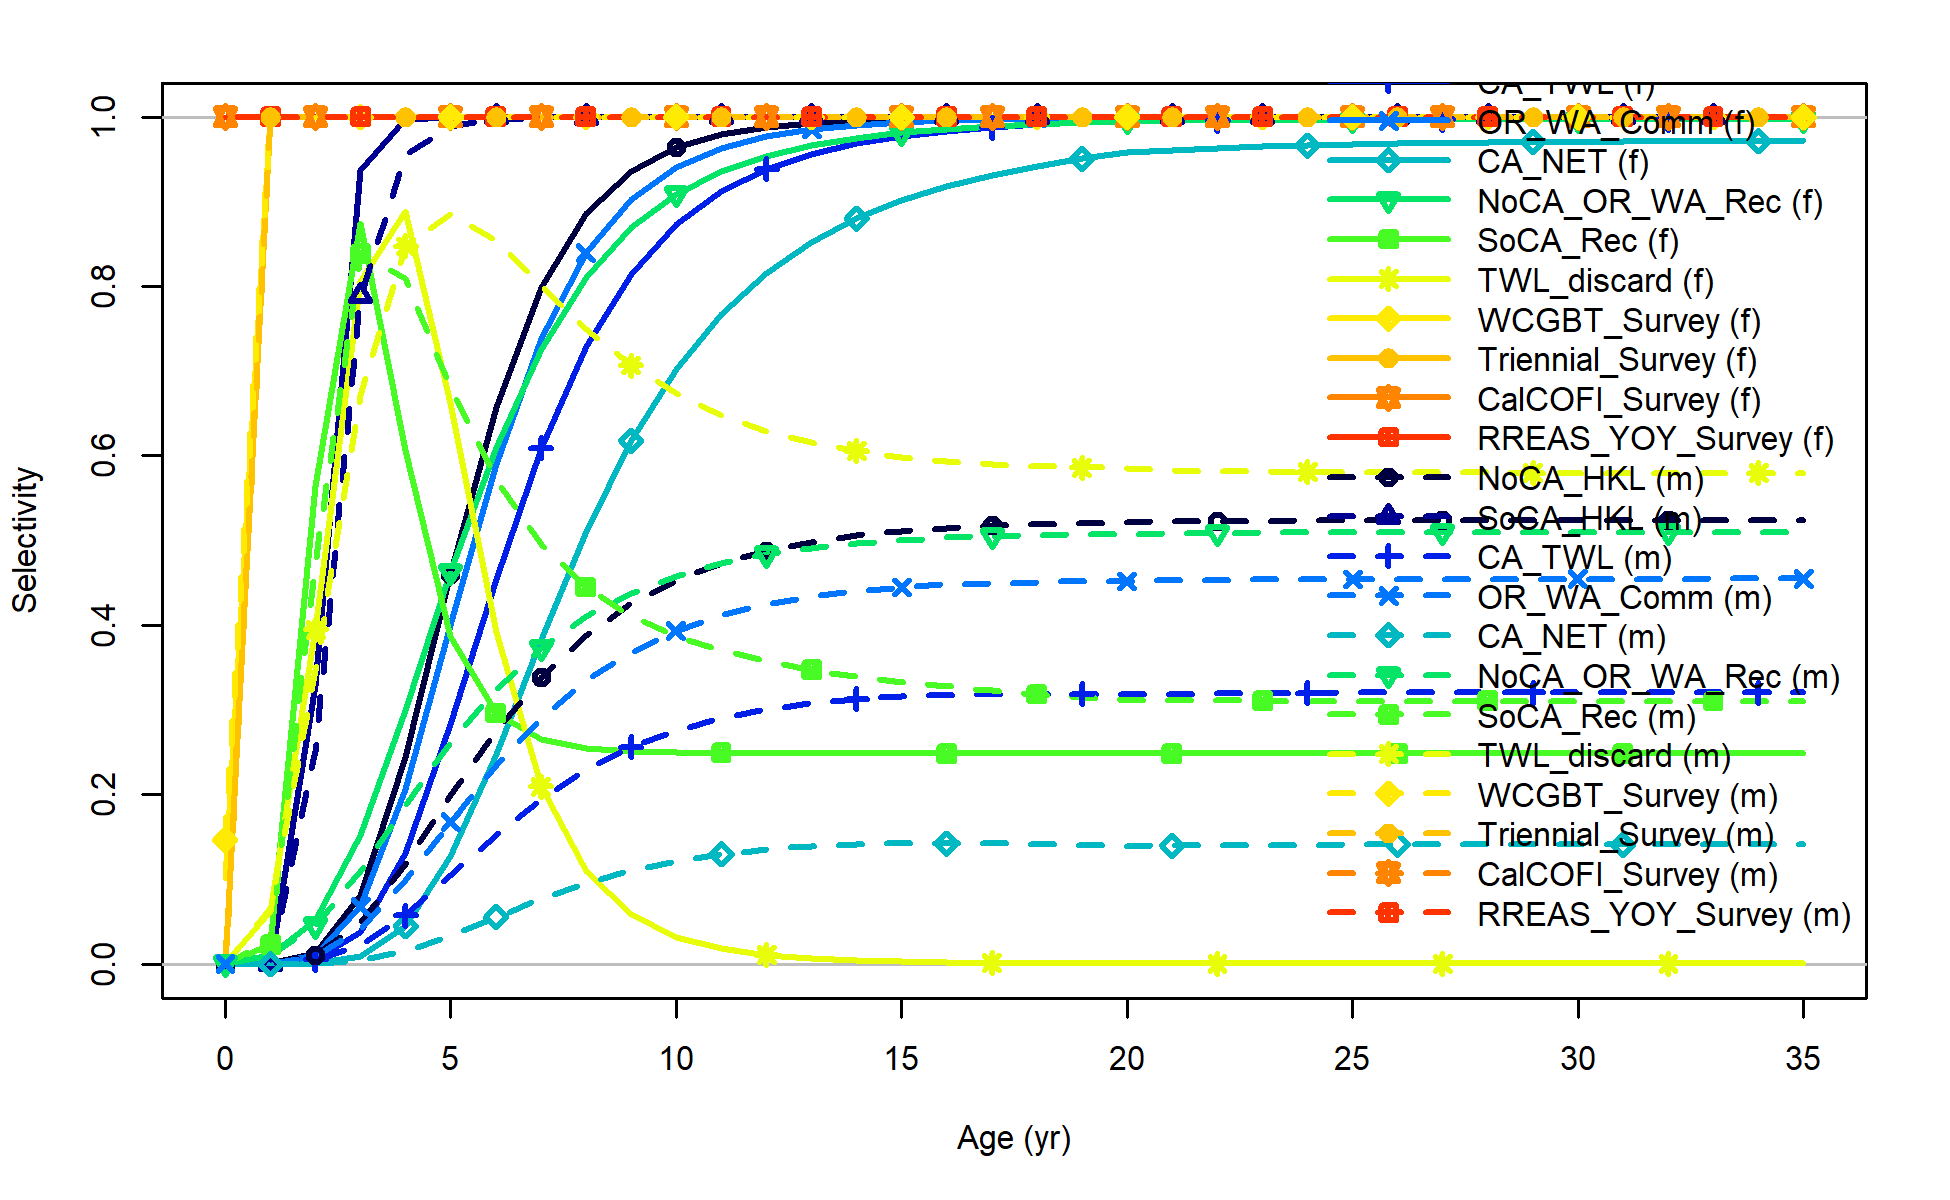 CA_TWL (f)
OR_WA_Comm (f)
CA_NET (f)
NoCA_OR_WA_Rec (f)
SoCA_Rec (f)
TWL_discard (f)
WCGBT_Survey (f)
Triennial_Survey (f)
CalCOFI_Survey (f)
RREAS_YOY_Survey (f)
NoCA_HKL (m)
SoCA_HKL (m)
CA_TWL (m)
OR_WA_Comm (m)
CA_NET (m)
NoCA_OR_WA_Rec (m)
SoCA_Rec (m)
TWL_discard (m)
WCGBT_Survey (m)
Triennial_Survey (m)
CalCOFI_Survey (m)
RREAS_YOY_Survey (m)
Selectivity
1.0
0.8
0.6
0.4
0.2
0.0
0 5 10 15 20 25 30 35
Age (yr)